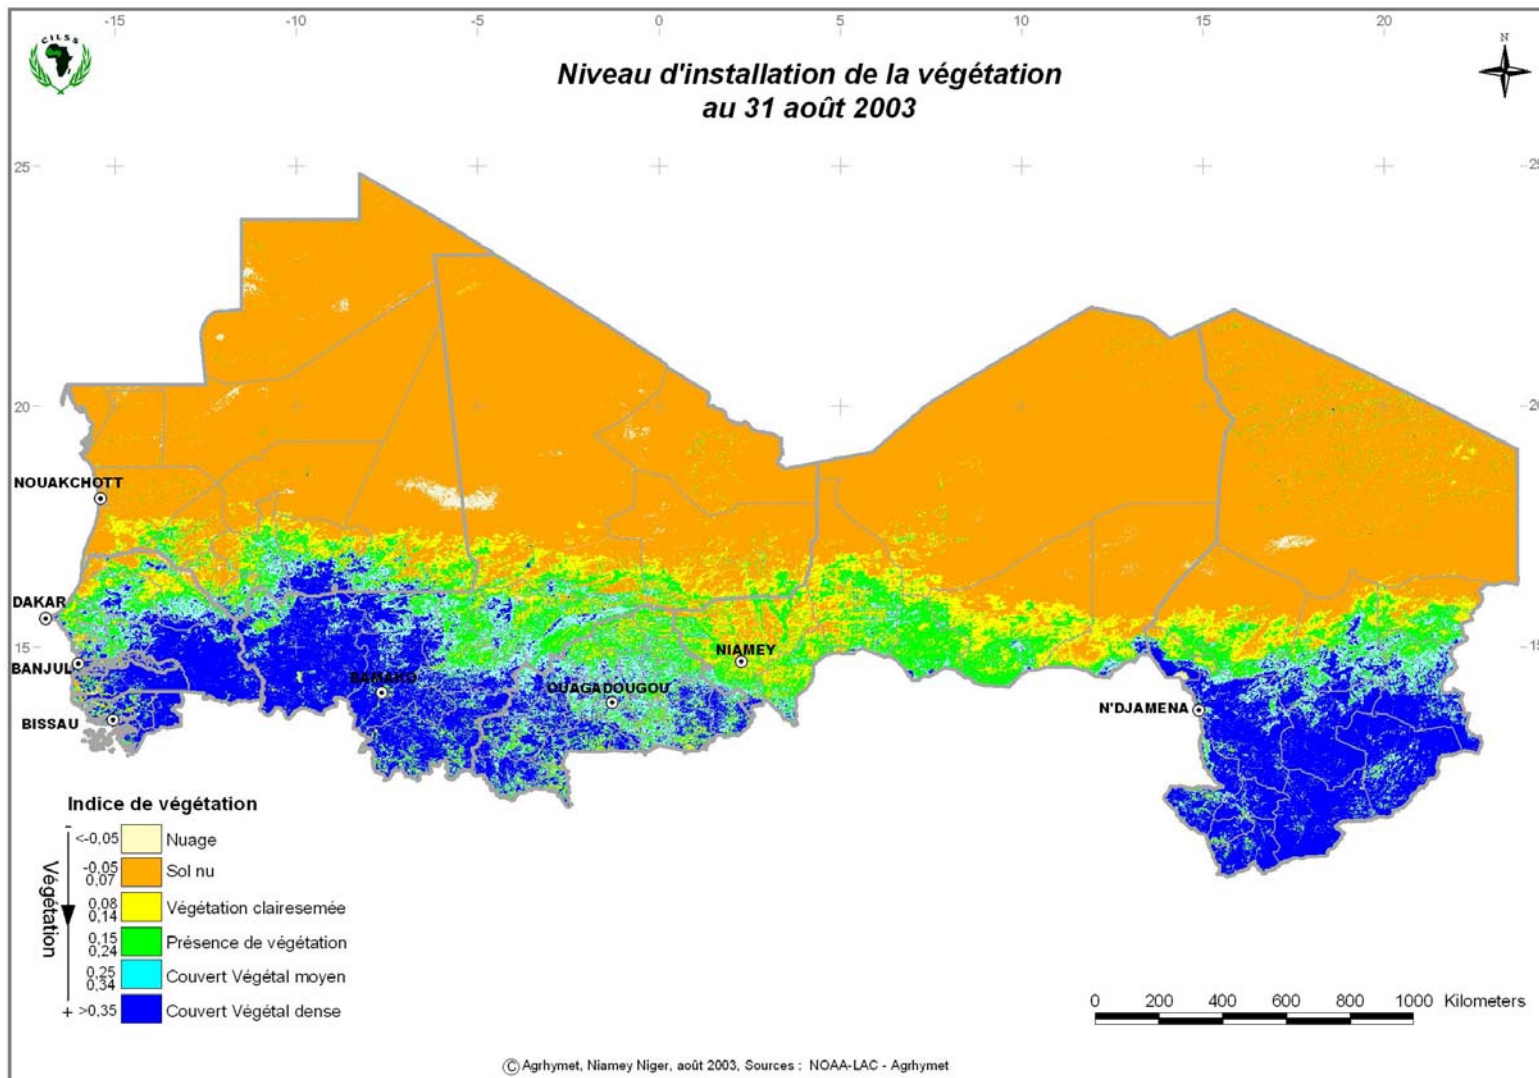 -15 -10 -5 0 5 10 15 20
CILSS
N
Niveau d'installation de la végétation
au 31 août 2003
25
20 20
15
NOUAKCHOTT
DAKAR
BANJUL
BISSAU
BAMAKO
OUAGADOUGOU
NIAMEY
N'DJAMENA
Indice de végétation
Végétation
-
<-0,05 Nuage
-0,05
0,07 Sol nu
0,08
0,14 Végétation clairesemée
0,15
0,24 Présence de végétation
0,25
0,34 Couvert Végétal moyen
+ >0,35 Couvert Végétal dense
0 200 400 600 800 1000 Kilometers
© Agrhymet, Niamey Niger, août 2003, Sources : NOAA-LAC - Agrhymet